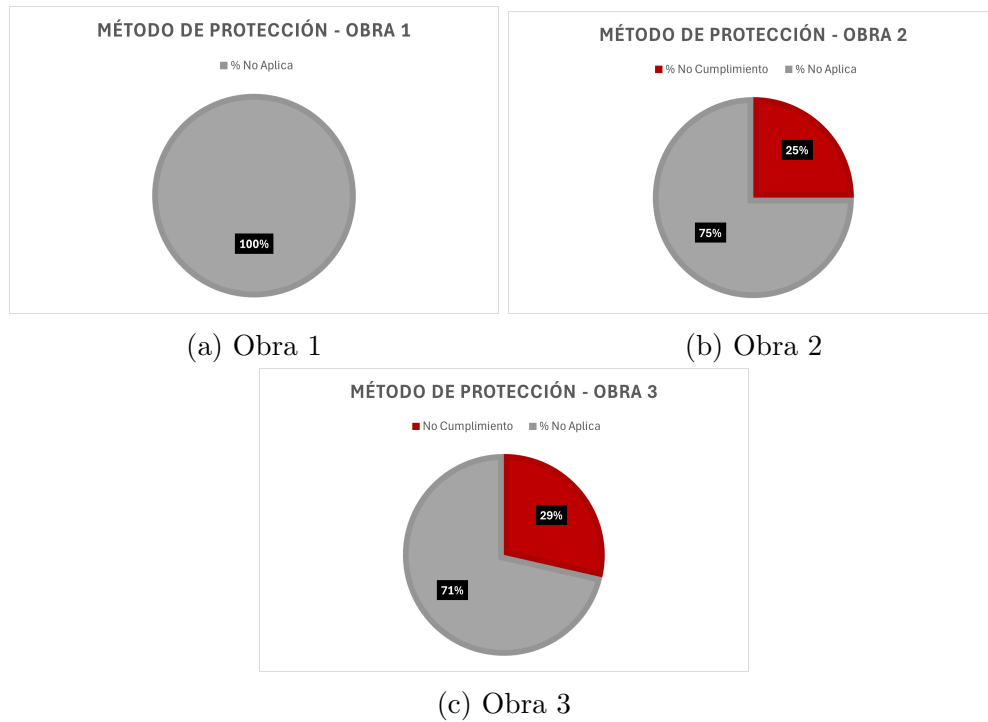 MÉTODO DE PROTECCIÓN - OBRA 1
% No Aplica
100%
(a) Obra 1
MÉTODO DE PROTECCIÓN - OBRA 2
% No Cumplimiento % No Aplica
25%
75%
(b) Obra 2
MÉTODO DE PROTECCIÓN - OBRA 3
No Cumplimiento % No Aplica
29%
71%
(c) Obra 3